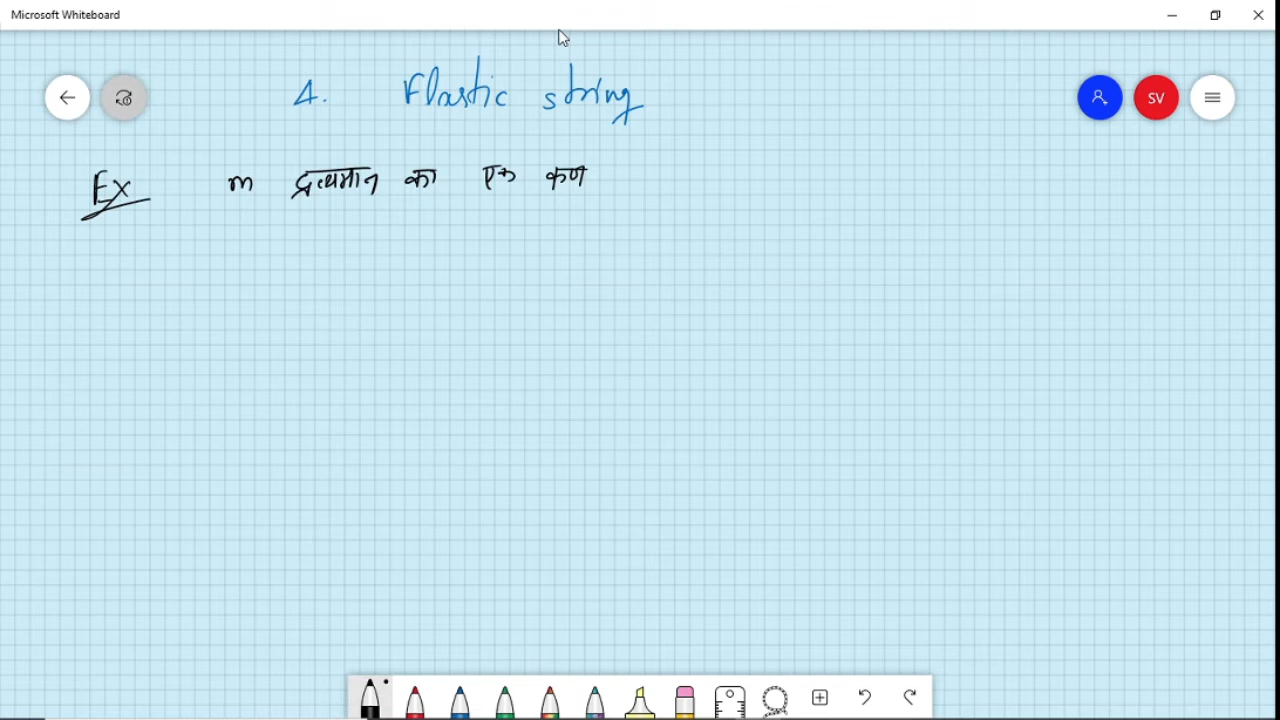 Microsoft Whiteboard
4. Elastic string
SV
Ex m द्रव्यमान का एक कण